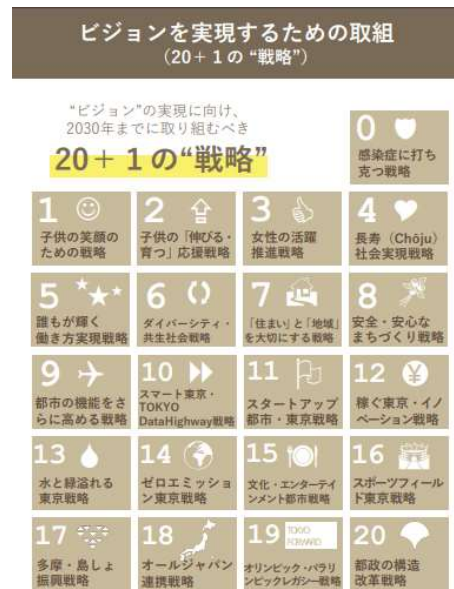 ビジョンを実現するための取組
(20+1の“戦略”)
“ビジョン”の実現に向け、
2030年までに取り組むべき
20+1の“戦略”
0
感染症に打ち
克つ戦略
1
子供の笑顔の
ための戦略
2
子供の「伸びる・
育つ」応援戦略
3
女性の活躍
推進戦略
4
長寿（Chōju）
社会実現戦略
5
誰もが輝く
働き方実現戦略
6
ダイバーシティ・
共生社会戦略
7
「住まい」と「地域」
を大切にする戦略
8
安全・安心な
まちづくり戦略
9
都市の機能をさ
らに高める戦略
10
スマート東京・
TOKYO
DataHighway戦略
11
スタートアップ
都市・東京戦略
12
¥
稼ぐ東京・イノ
ベーション戦略
13
水と緑溢れる
東京戦略
14
ゼロエミッショ
ン東京戦略
15
文化・エンターテイ
ンメント都市戦略
16
スポーツフィール
ド東京戦略
17
多摩・島しょ
振興戦略
18
オールジャパン
連携戦略
19
TOKYO
FORWARD
オリンピック・パラリ
ンピックレガシー戦略
20
都政の構造
改革戦略